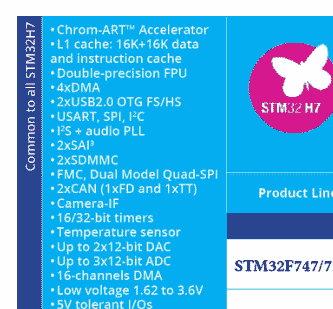 Common to all STM32H7
• Chrom-ART™ Accelerator
• L1 cache: 16K+16K data
and instruction cache
• Double-precision FPU
• 4xDMA
• 2xUSB2.0 OTG FS/HS
• USART, SPI, I²C
• I²S + audio PLL
• 2xSAI³
• 2xSDMMC
• FMC, Dual Model Quad-SPI
• 2xCAN (1xFD and 1xTT)
• Camera-IF
• 16/32-bit timers
• Temperature sensor
• Up to 2x12-bit DAC
• Up to 3x12-bit ADC
• 16-channels DMA
• Low voltage 1.62 to 3.6V
• 5V tolerant I/Os
STM32 H7
Product Line
STM32F747/7